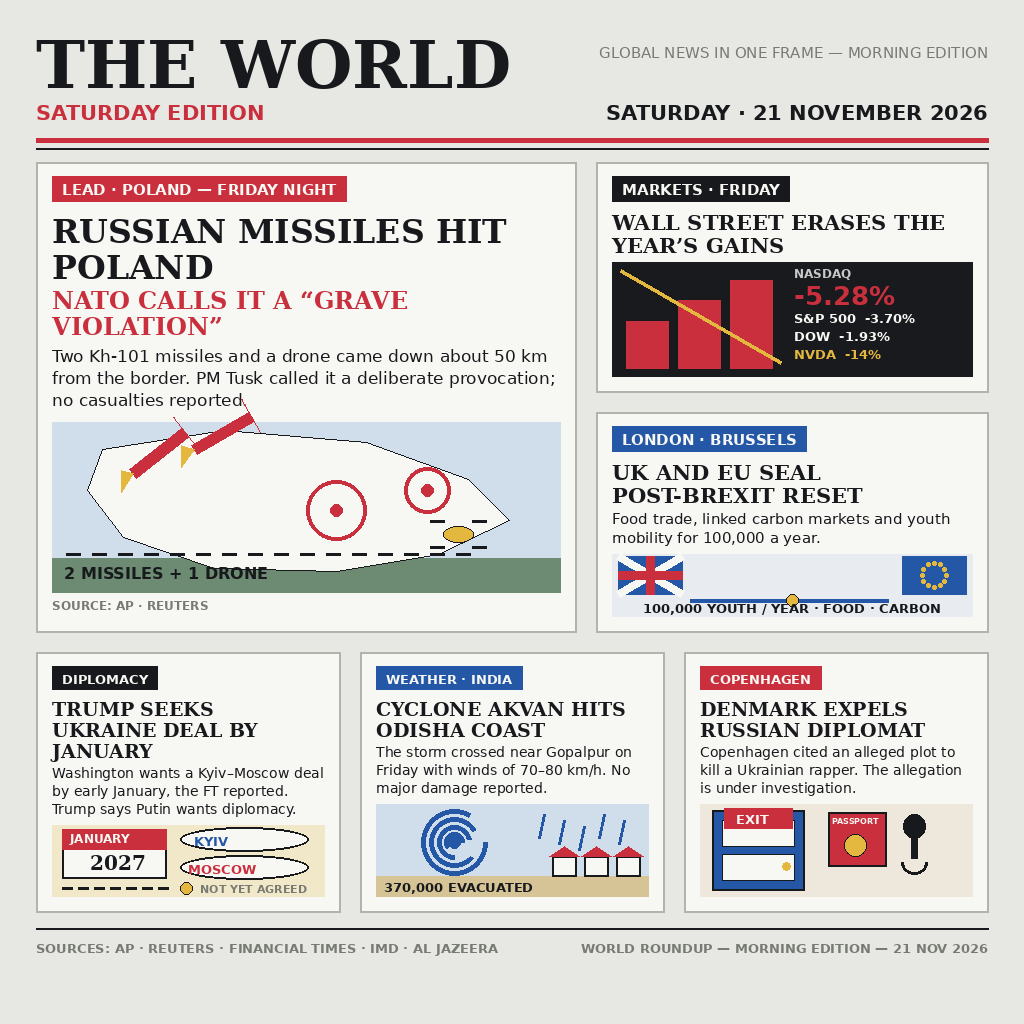 THE WORLD
GLOBAL NEWS IN ONE FRAME — MORNING EDITION
SATURDAY EDITION
SATURDAY · 21 NOVEMBER 2026
LEAD · POLAND — FRIDAY NIGHT
RUSSIAN MISSILES HIT
POLAND
NATO CALLS IT A “GRAVE
VIOLATION”
Two Kh-101 missiles and a drone came down about 50 km
from the border. PM Tusk called it a deliberate provocation;
no casualties reported.
2 MISSILES + 1 DRONE
SOURCE: AP · REUTERS
MARKETS · FRIDAY
WALL STREET ERASES THE
YEAR’S GAINS
NASDAQ
-5.28%
S&P 500 -3.70%
DOW -1.93%
NVDA -14%
LONDON · BRUSSELS
UK AND EU SEAL
POST-BREXIT RESET
Food trade, linked carbon markets and youth
mobility for 100,000 a year.
100,000 YOUTH / YEAR · FOOD · CARBON
DIPLOMACY
TRUMP SEEKS
UKRAINE DEAL BY
JANUARY
Washington wants a Kyiv–Moscow deal
by early January, the FT reported.
Trump says Putin wants diplomacy.
JANUARY
2027
KYIV
MOSCOW
NOT YET AGREED
WEATHER · INDIA
CYCLONE AKVAN HITS
ODISHA COAST
The storm crossed near Gopalpur on
Friday with winds of 70–80 km/h. No
major damage reported.
370,000 EVACUATED
COPENHAGEN
DENMARK EXPELS
RUSSIAN DIPLOMAT
Copenhagen cited an alleged plot to
kill a Ukrainian rapper. The allegation
is under investigation.
EXIT
PASSPORT
SOURCES: AP · REUTERS · FINANCIAL TIMES · IMD · AL JAZEERA
WORLD ROUNDUP — MORNING EDITION — 21 NOV 2026